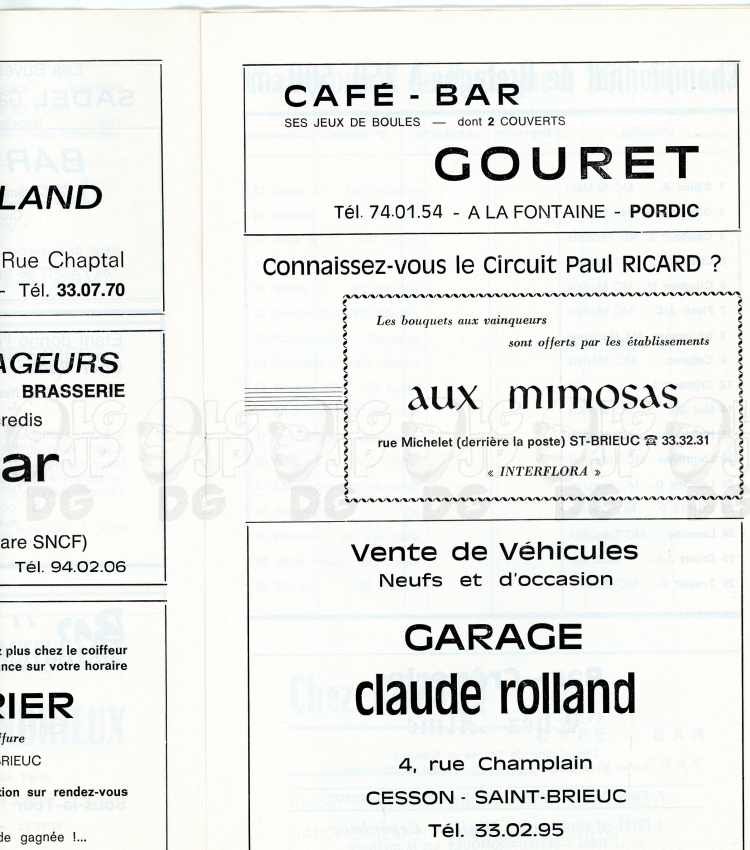 LAND
Rue Chaptal
- Tél. 33.07.70
AGEURS
BRASSERIE
credis
ar
are SNCF)
Tél. 94.02.06
z plus chez le coiffeur
nce sur votre horaire
RIER
ffure
RIEUC
tion sur rendez-vous
de gagnée !...
CAFÉ - BAR
SES JEUX DE BOULES — dont 2 COUVERTS
GOURET
Tél. 74.01.54 - A LA FONTAINE - PORDIC
Connaissez-vous le Circuit Paul RICARD ?
Les bouquets aux vainqueurs
sont offerts par les établissements
aux mimosas
rue Michelet (derrière la poste) ST-BRIEUC ☎ 33.32.31
« INTERFLORA »
Vente de Véhicules
Neufs et d'occasion
GARAGE
claude rolland
4, rue Champlain
CESSON - SAINT-BRIEUC
Tél. 33.02.95
LGJP DG